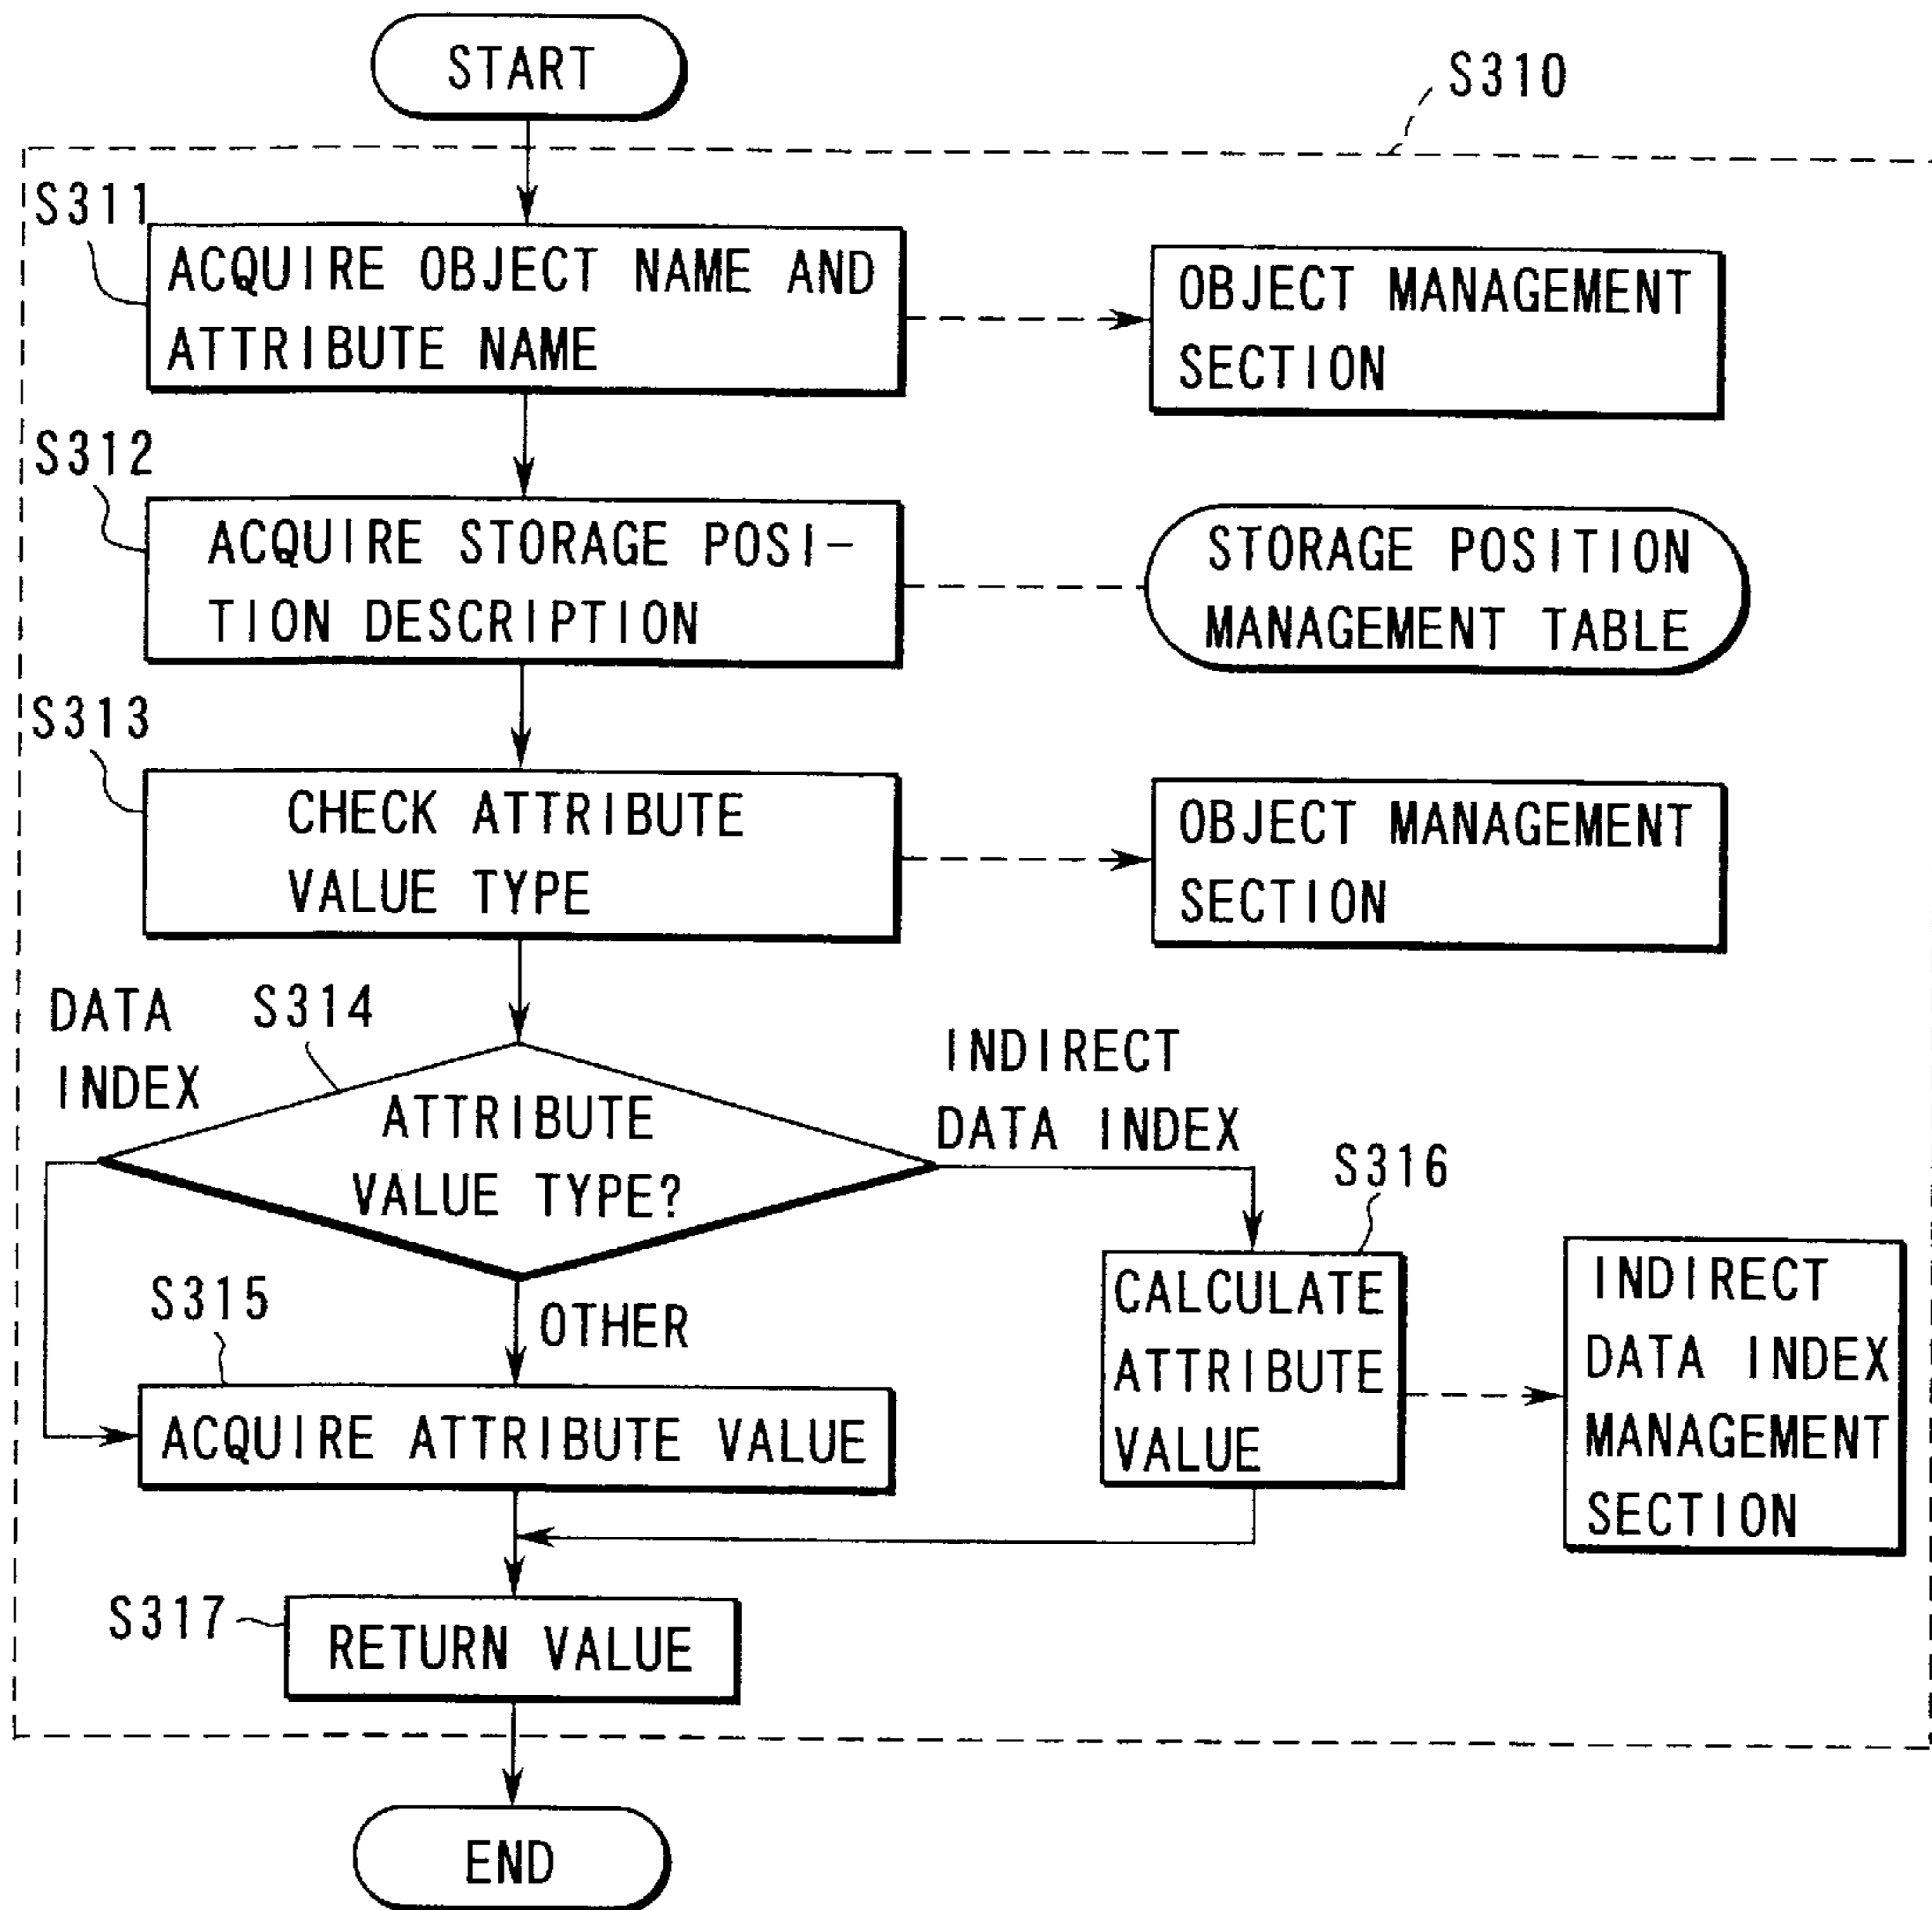 START
S310
S311
ACQUIRE OBJECT NAME AND
ATTRIBUTE NAME
OBJECT MANAGEMENT
SECTION
S312
ACQUIRE STORAGE POSI-
TION DESCRIPTION
STORAGE POSITION
MANAGEMENT TABLE
S313
CHECK ATTRIBUTE
VALUE TYPE
OBJECT MANAGEMENT
SECTION
DATA
INDEX
S314
ATTRIBUTE
VALUE TYPE?
INDIRECT
DATA INDEX
S316
CALCULATE
ATTRIBUTE
VALUE
INDIRECT
DATA INDEX
MANAGEMENT
SECTION
S315
OTHER
ACQUIRE ATTRIBUTE VALUE
S317
RETURN VALUE
END